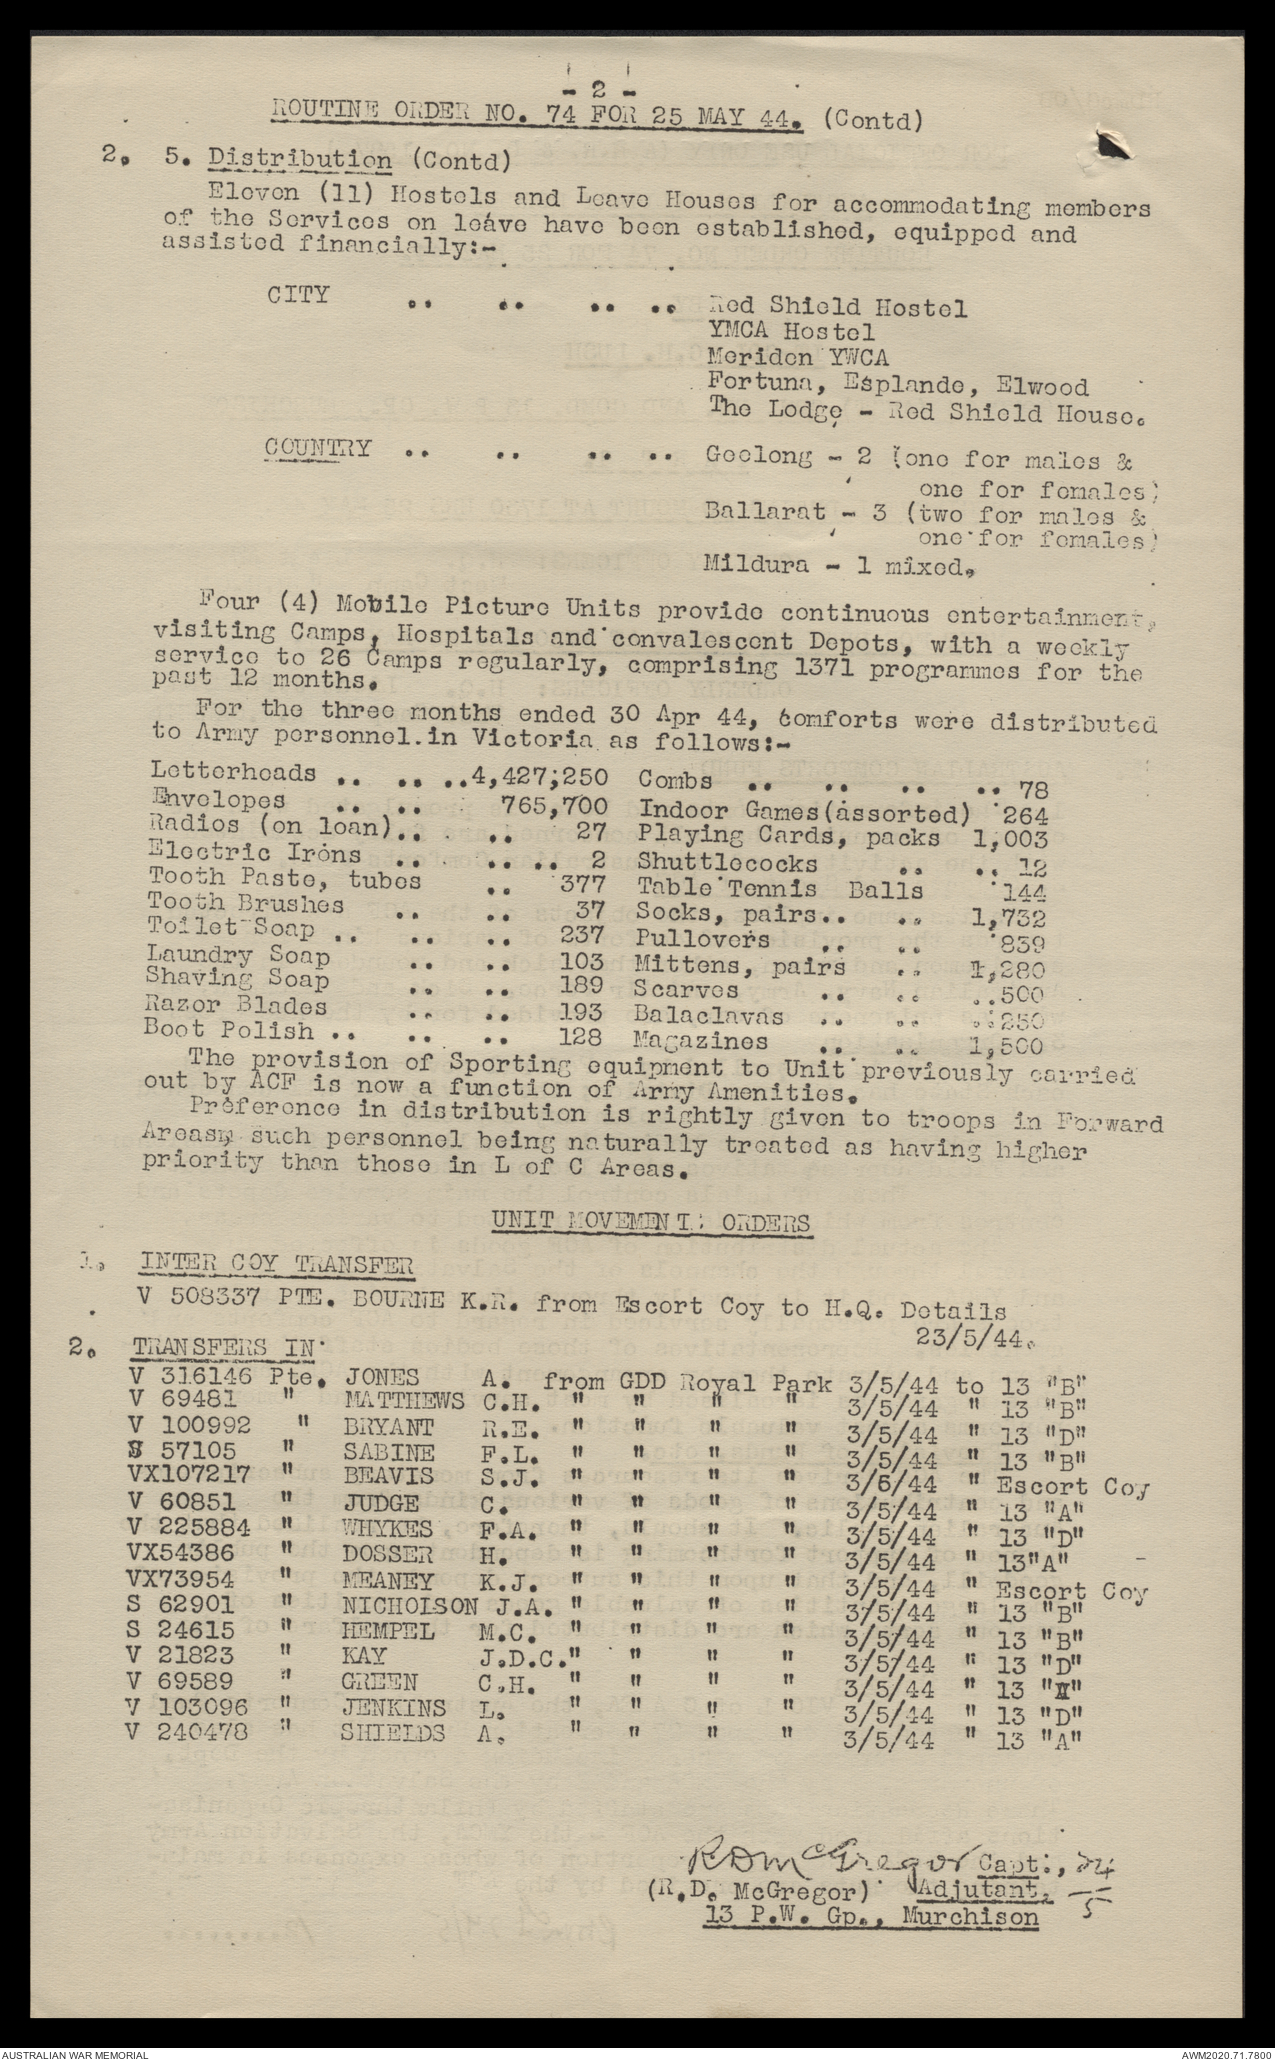 - 2 -
ROUTINE ORDER NO. 74 FOR 25 MAY 44. (Contd)
2. 5. Distribution (Contd)
Eleven (11) Hostels and Leave Houses for accommodating members
of the Services on leave have been established, equipped and
assisted financially:-
CITY .. .. .. .. Red Shield Hostel
YMCA Hostel
Meriden YWCA
Fortuna, Esplande, Elwood
The Lodge - Red Shield House.
COUNTRY .. .. .. .. Geelong - 2 (one for males &
one for females)
Ballarat - 3 (two for males &
one for females)
Mildura - 1 mixed.
Four (4) Mobile Picture Units provide continuous entertainment,
visiting Camps, Hospitals and convalescent Depots, with a weekly
service to 26 Camps regularly, comprising 1371 programmes for the
past 12 months.
For the three months ended 30 Apr 44, comforts were distributed
to Army personnel.in Victoria as follows:-
Letterheads .. .. ..4,427,250 Combs .. .. .. .. 78
Envelopes .. .. 765,700 Indoor Games(assorted) 264
Radios (on loan).. .. 27 Playing Cards, packs 1,003
Electric Irons .. .. .. 2 Shuttlecocks .. .. 12
Tooth Paste, tubes .. 377 Table Tennis Balls 144
Tooth Brushes .. .. 37 Socks, pairs.. .. 1,732
Toilet Soap .. .. .. 237 Pullovers .. .. 839
Laundry Soap .. .. 103 Mittens, pairs .. 1,280
Shaving Soap .. .. 189 Scarves .. .. ..500
Razor Blades .. .. 193 Balaclavas .. .. ..250
Boot Polish .. .. .. 128 Magazines .. .. 1,500
The provision of Sporting equipment to Unit previously carried
out by ACF is now a function of Army Amenities.
Preference in distribution is rightly given to troops in Forward
Areas, such personnel being naturally treated as having higher
priority than those in L of C Areas.
UNIT MOVEMENT: ORDERS
1. INTER COY TRANSFER
V 508337 PTE. BOURNE K.R. from Escort Coy to H.Q. Details
23/5/44.
2. TRANSFERS IN
V 316146 Pte. JONES A. from GDD Royal Park 3/5/44 to 13 "B"
V 69481 " MATTHEWS C.H. " " " " 3/5/44 " 13 "B"
V 100992 " BRYANT R.E. " " " " 3/5/44 " 13 "D"
S 57105 " SABINE F.L. " " " " 3/5/44 " 13 "B"
VX107217 " BEAVIS S.J. " " " " 3/5/44 " Escort Coy
V 60851 " JUDGE C. " " " " 3/5/44 " 13 "A"
V 225884 " WHYKES F.A. " " " " 3/5/44 " 13 "D"
VX54386 " DOSSER H. " " " " 3/5/44 " 13"A"
VX73954 " MEANEY K.J. " " " " 3/5/44 " Escort Coy
S 62901 " NICHOLSON J.A. " " " " 3/5/44 " 13 "B"
S 24615 " HEMPEL M.C. " " " " 3/5/44 " 13 "B"
V 21823 " KAY J.D.C." " " " 3/5/44 " 13 "D"
V 69589 " GREEN C.H. " " " " 3/5/44 " 13 "A"
V 103096 " JENKINS L. " " " " 3/5/44 " 13 "D"
V 240478 " SHIELDS A. " " " " 3/5/44 " 13 "A"
RDMcGregor Capt., 24/5
(R.D. McGregor) Adjutant,
13 P.W. Gp., Murchison
AUSTRALIAN WAR MEMORIAL AWM2020.71.7800